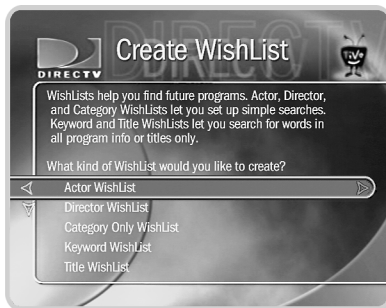 DIRECTV
Create WishList
TiVo
DIRECTV
WishLists help you find future programs. Actor, Director,
and Category WishLists let you set up simple searches.
Keyword and Title WishLists let you search for words in
all program info or titles only.
What kind of WishList would you like to create?
Actor WishList
Director WishList
Category Only WishList
Keyword WishList
Title WishList